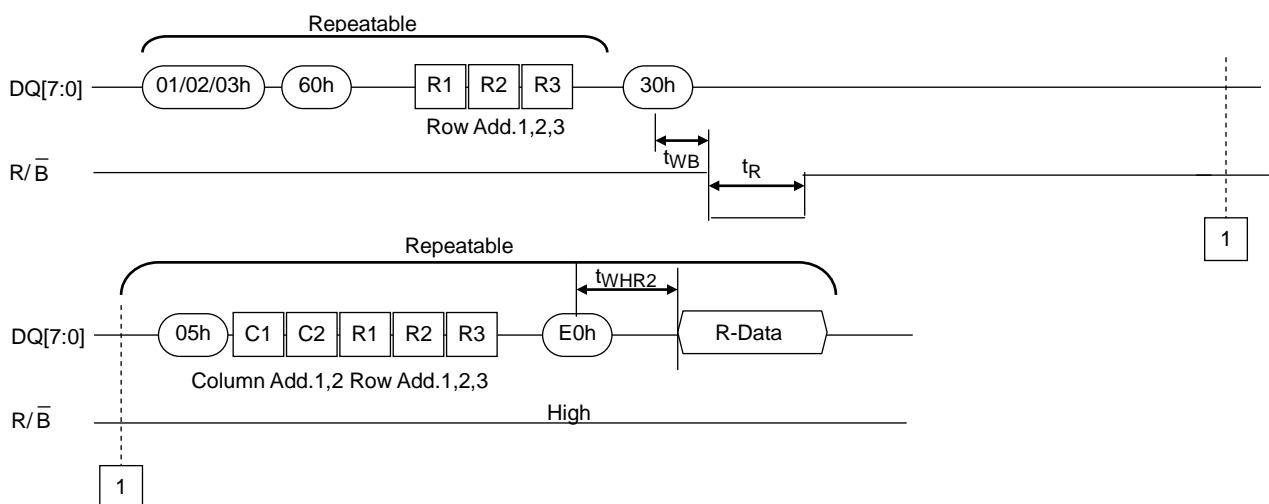 Repeatable
DQ[7:0] 01/02/03h 60h R1 R2 R3 30h
Row Add.1,2,3
tWB
tR
R/B̅
1
Repeatable
tWHR2
DQ[7:0] 05h C1 C2 R1 R2 R3 E0h R-Data
Column Add.1,2 Row Add.1,2,3
R/B̅ High
1